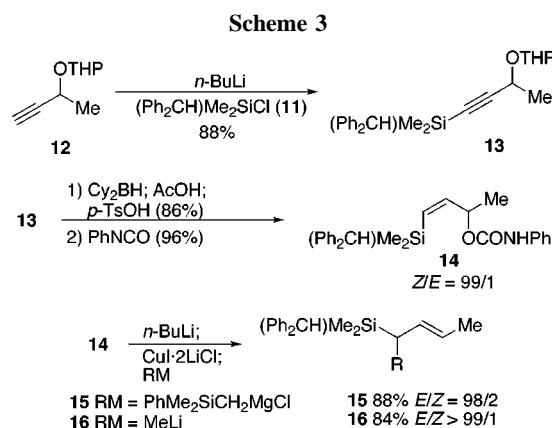 Scheme 3
OTHP
Me
12
n-BuLi
(Ph2CH)Me2SiCl (11)
88%
OTHP
Me
(Ph2CH)Me2Si
13
13
1) Cy2BH; AcOH;
p-TsOH (86%)
2) PhNCO (96%)
Me
(Ph2CH)Me2Si OCONHPh
14
Z/E = 99/1
14
n-BuLi;
CuI·2LiCl;
RM
(Ph2CH)Me2Si Me
R
15 RM = PhMe2SiCH2MgCl
16 RM = MeLi
15 88% E/Z = 98/2
16 84% E/Z > 99/1